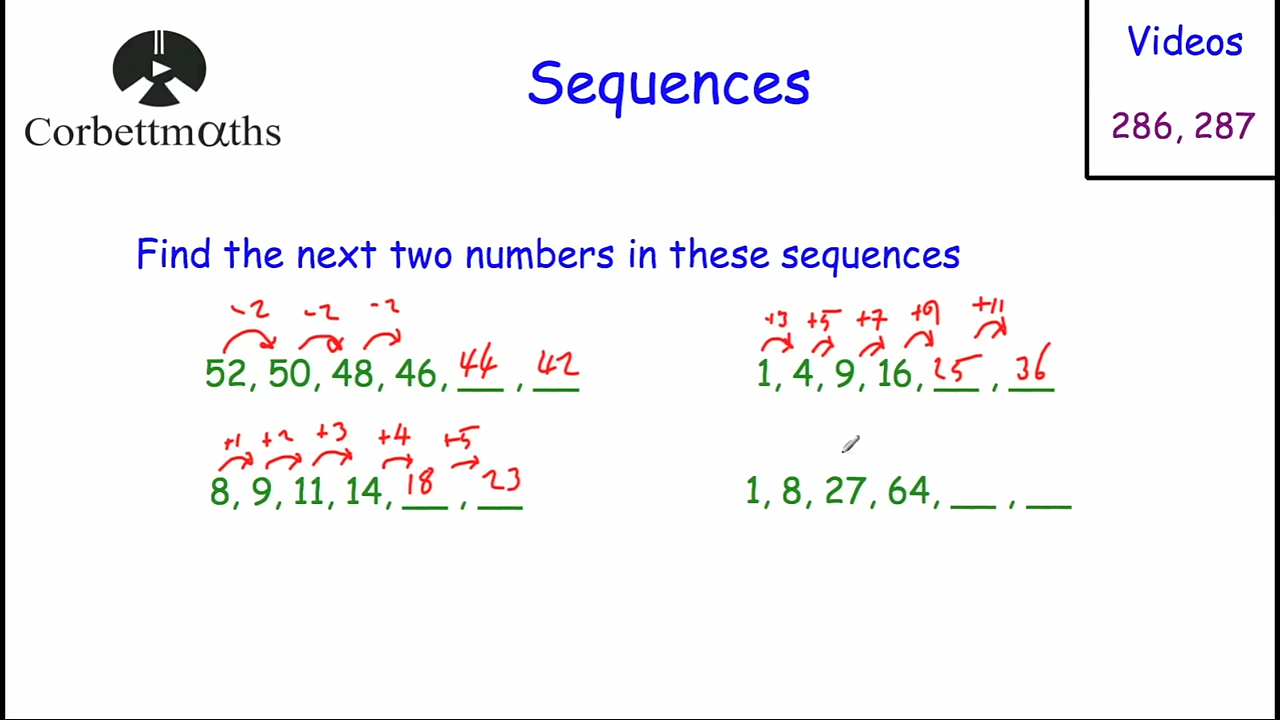 Corbettmαths
Sequences
Videos
286, 287
Find the next two numbers in these sequences
-2 -2 -2
52, 50, 48, 46, 44, 42
+3 +5 +7 +9 +11
1, 4, 9, 16, 25, 36
+1 +2 +3 +4 +5
8, 9, 11, 14, 18, 23
1, 8, 27, 64, __ , __